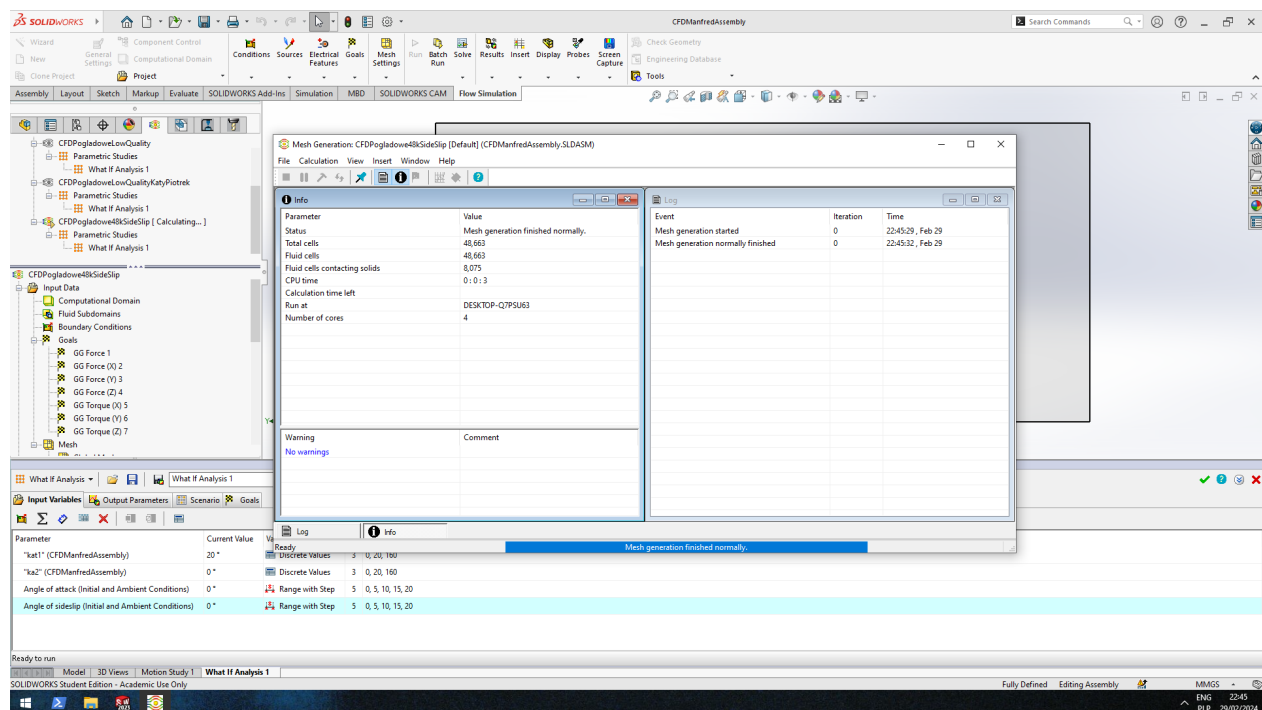 SOLIDWORKS
CFDManfredAssembly
Search Commands
Wizard
New
Clone Project
General Settings
Component Control
Computational Domain
Project
Conditions
Sources
Electrical Features
Goals
Mesh Settings
Run
Batch Run
Solve
Results
Insert
Display
Probes
Screen Capture
Check Geometry
Engineering Database
Tools
Assembly Layout Sketch Markup Evaluate SOLIDWORKS Add-Ins Simulation MBD SOLIDWORKS CAM Flow Simulation
CFDPogladoweLowQuality
Parametric Studies
What If Analysis 1
CFDPogladoweLowQualityKatyPiotrek
Parametric Studies
What If Analysis 1
CFDPogladowe48kSideSlip [ Calculating... ]
Parametric Studies
What If Analysis 1
CFDPogladowe48kSideSlip
Input Data
Computational Domain
Fluid Subdomains
Boundary Conditions
Goals
GG Force 1
GG Force (X) 2
GG Force (Y) 3
GG Force (Z) 4
GG Torque (X) 5
GG Torque (Y) 6
GG Torque (Z) 7
Mesh
Y
Mesh Generation: CFDPogladowe48kSideSlip [Default] (CFDManfredAssembly.SLDASM)
File Calculation View Insert Window Help
Info
Parameter Value
Status Mesh generation finished normally.
Total cells 48,663
Fluid cells 48,663
Fluid cells contacting solids 8,075
CPU time 0 : 0 : 3
Calculation time left
Run at DESKTOP-Q7PSU63
Number of cores 4
Warning Comment
No warnings
Log
Event Iteration Time
Mesh generation started 0 22:45:29 , Feb 29
Mesh generation normally finished 0 22:45:32 , Feb 29
Log Info
Ready Mesh generation finished normally.
What If Analysis
What If Analysis 1
Input Variables Output Parameters Scenario Goals
Parameter Current Value
"kat1" (CFDManfredAssembly) 20 ° Discrete Values 3 0, 20, 160
"ka2" (CFDManfredAssembly) 0 ° Discrete Values 3 0, 20, 160
Angle of attack (Initial and Ambient Conditions) 0 ° Range with Step 5 0, 5, 10, 15, 20
Angle of sideslip (Initial and Ambient Conditions) 0 ° Range with Step 5 0, 5, 10, 15, 20
Ready to run
Model 3D Views Motion Study 1 What If Analysis 1
SOLIDWORKS Student Edition - Academic Use Only
Fully Defined Editing Assembly MMGS
ENG 22:45
PLP 29/02/2024